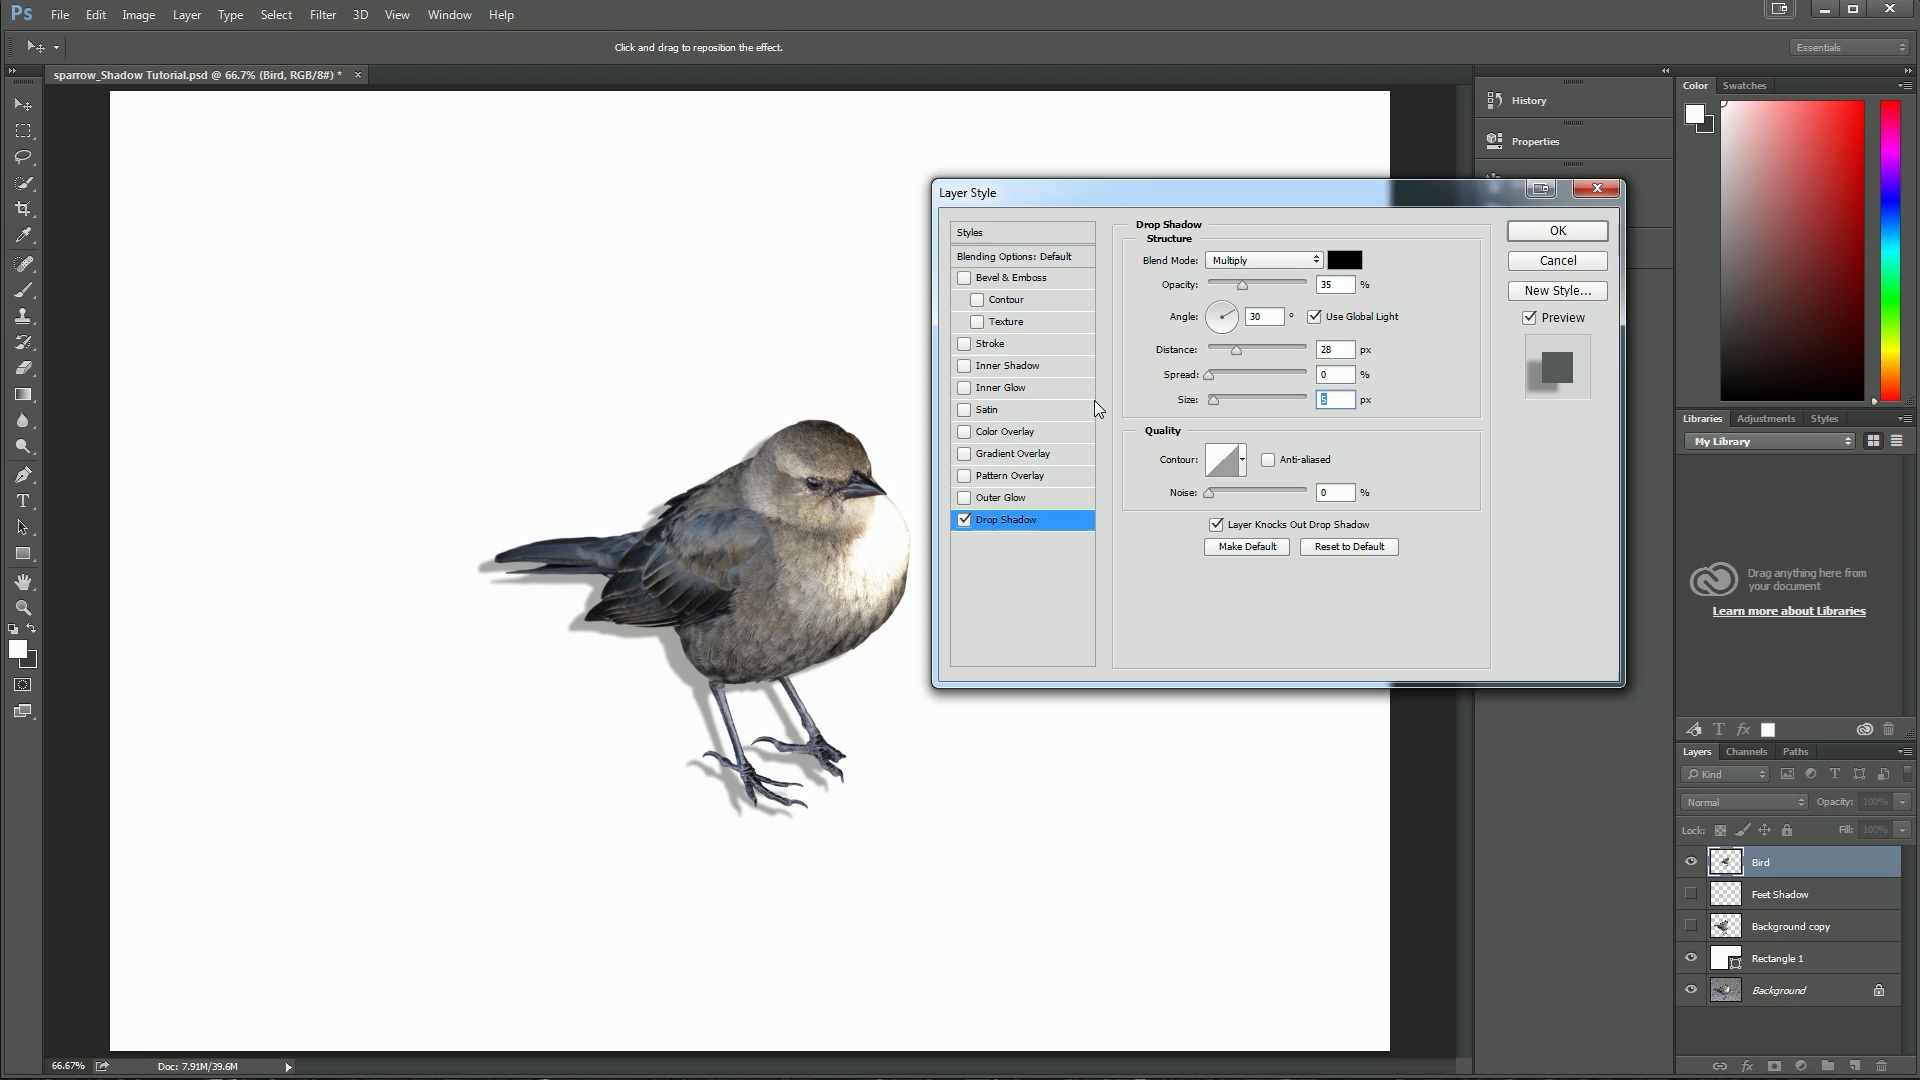 Ps File Edit Image Layer Type Select Filter 3D View Window Help
Click and drag to reposition the effect.
Essentials
sparrow_Shadow Tutorial.psd @ 66.7% (Bird, RGB/8#) *
History
Properties
Color Swatches
Layer Style
Styles
Blending Options: Default
Bevel & Emboss
Contour
Texture
Stroke
Inner Shadow
Inner Glow
Satin
Color Overlay
Gradient Overlay
Pattern Overlay
Outer Glow
Drop Shadow
Drop Shadow
Structure
Blend Mode: Multiply
Opacity: 35 %
Angle: 30 ° Use Global Light
Distance: 28 px
Spread: 0 %
Size: 5 px
Quality
Contour: Anti-aliased
Noise: 0 %
Layer Knocks Out Drop Shadow
Make Default Reset to Default
OK
Cancel
New Style...
Preview
Libraries Adjustments Styles
My Library
Drag anything here from
your document
Learn more about Libraries
Layers Channels Paths
Kind
Normal Opacity: 100%
Lock: Fill: 100%
Bird
Feet Shadow
Background copy
Rectangle 1
Background
66.67% Doc: 7.91M/39.6M